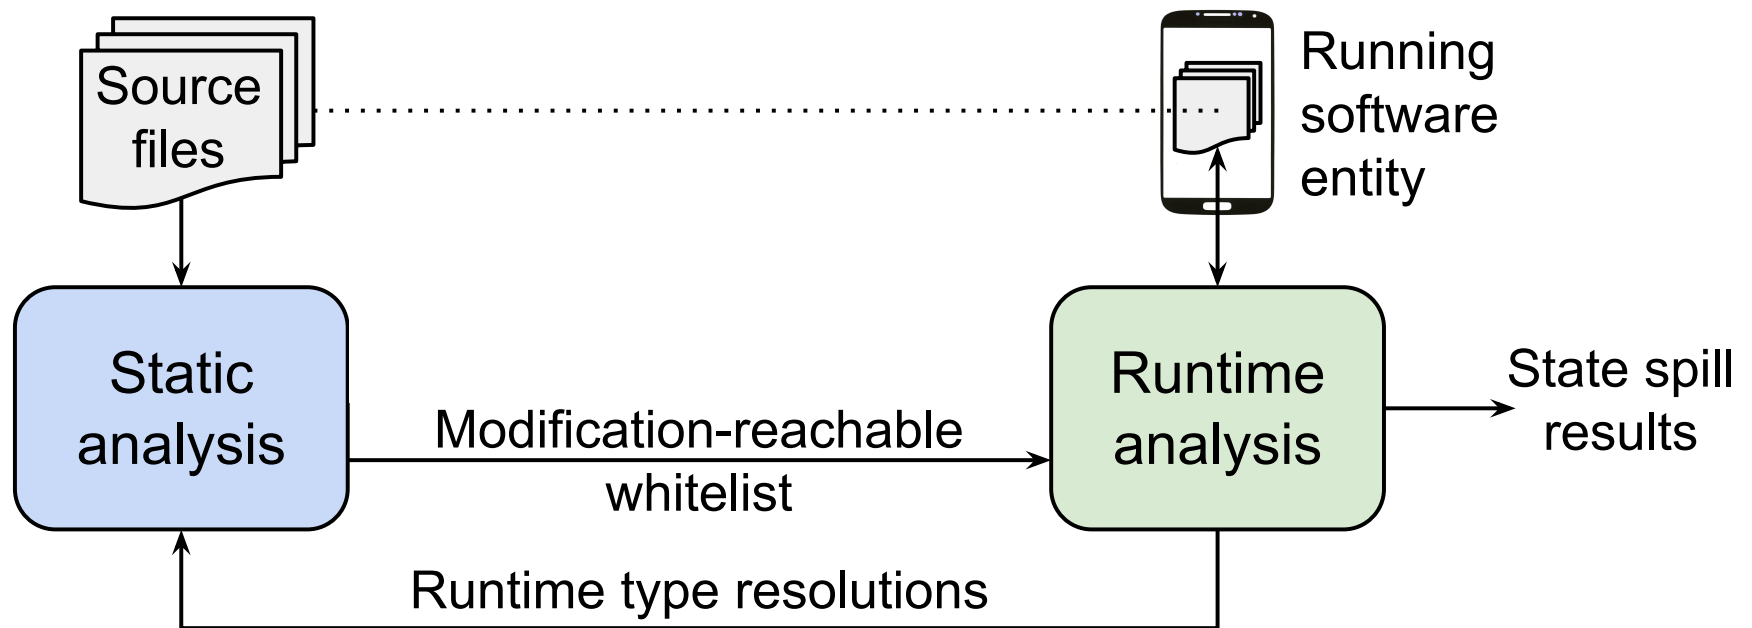 Source
files
Running
software
entity
Static
analysis
Modification-reachable
whitelist
Runtime
analysis
State spill
results
Runtime type resolutions